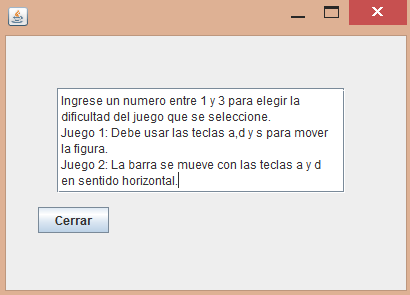 Ingrese un numero entre 1 y 3 para elegir la
dificultad del juego que se seleccione.
Juego 1: Debe usar las teclas a,d y s para mover
la figura.
Juego 2: La barra se mueve con las teclas a y d
en sentido horizontal.
Cerrar